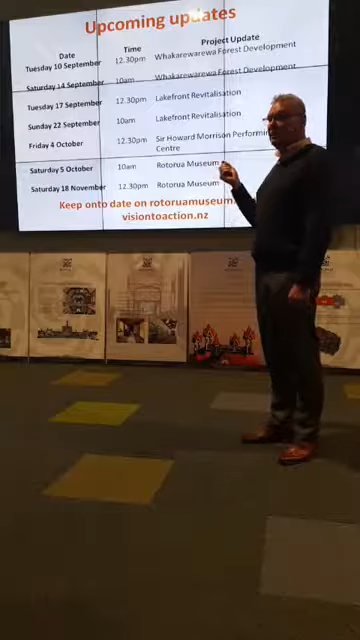 Upcoming updates
Date Time Project Update
Tuesday 10 September 12.30pm Whakarewarewa Forest Development
Saturday 14 September 10am Whakarewarewa Forest Development
Tuesday 17 September 12.30pm Lakefront Revitalisation
Sunday 22 September 10am Lakefront Revitalisation
Friday 4 October 12.30pm Sir Howard Morrison Performin
Centre
Saturday 5 October 10am Rotorua Museum
Saturday 18 November 12.30pm Rotorua Museum
Keep onto date on rotoruamuseum
visiontoaction.nz